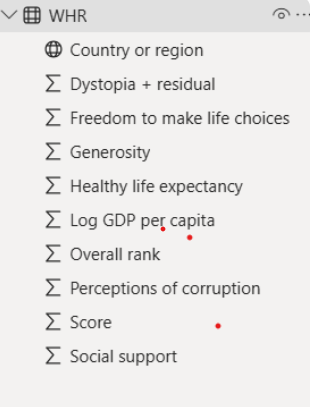 WHR
Country or region
Dystopia + residual
Freedom to make life choices
Generosity
Healthy life expectancy
Log GDP per capita
Overall rank
Perceptions of corruption
Score
Social support